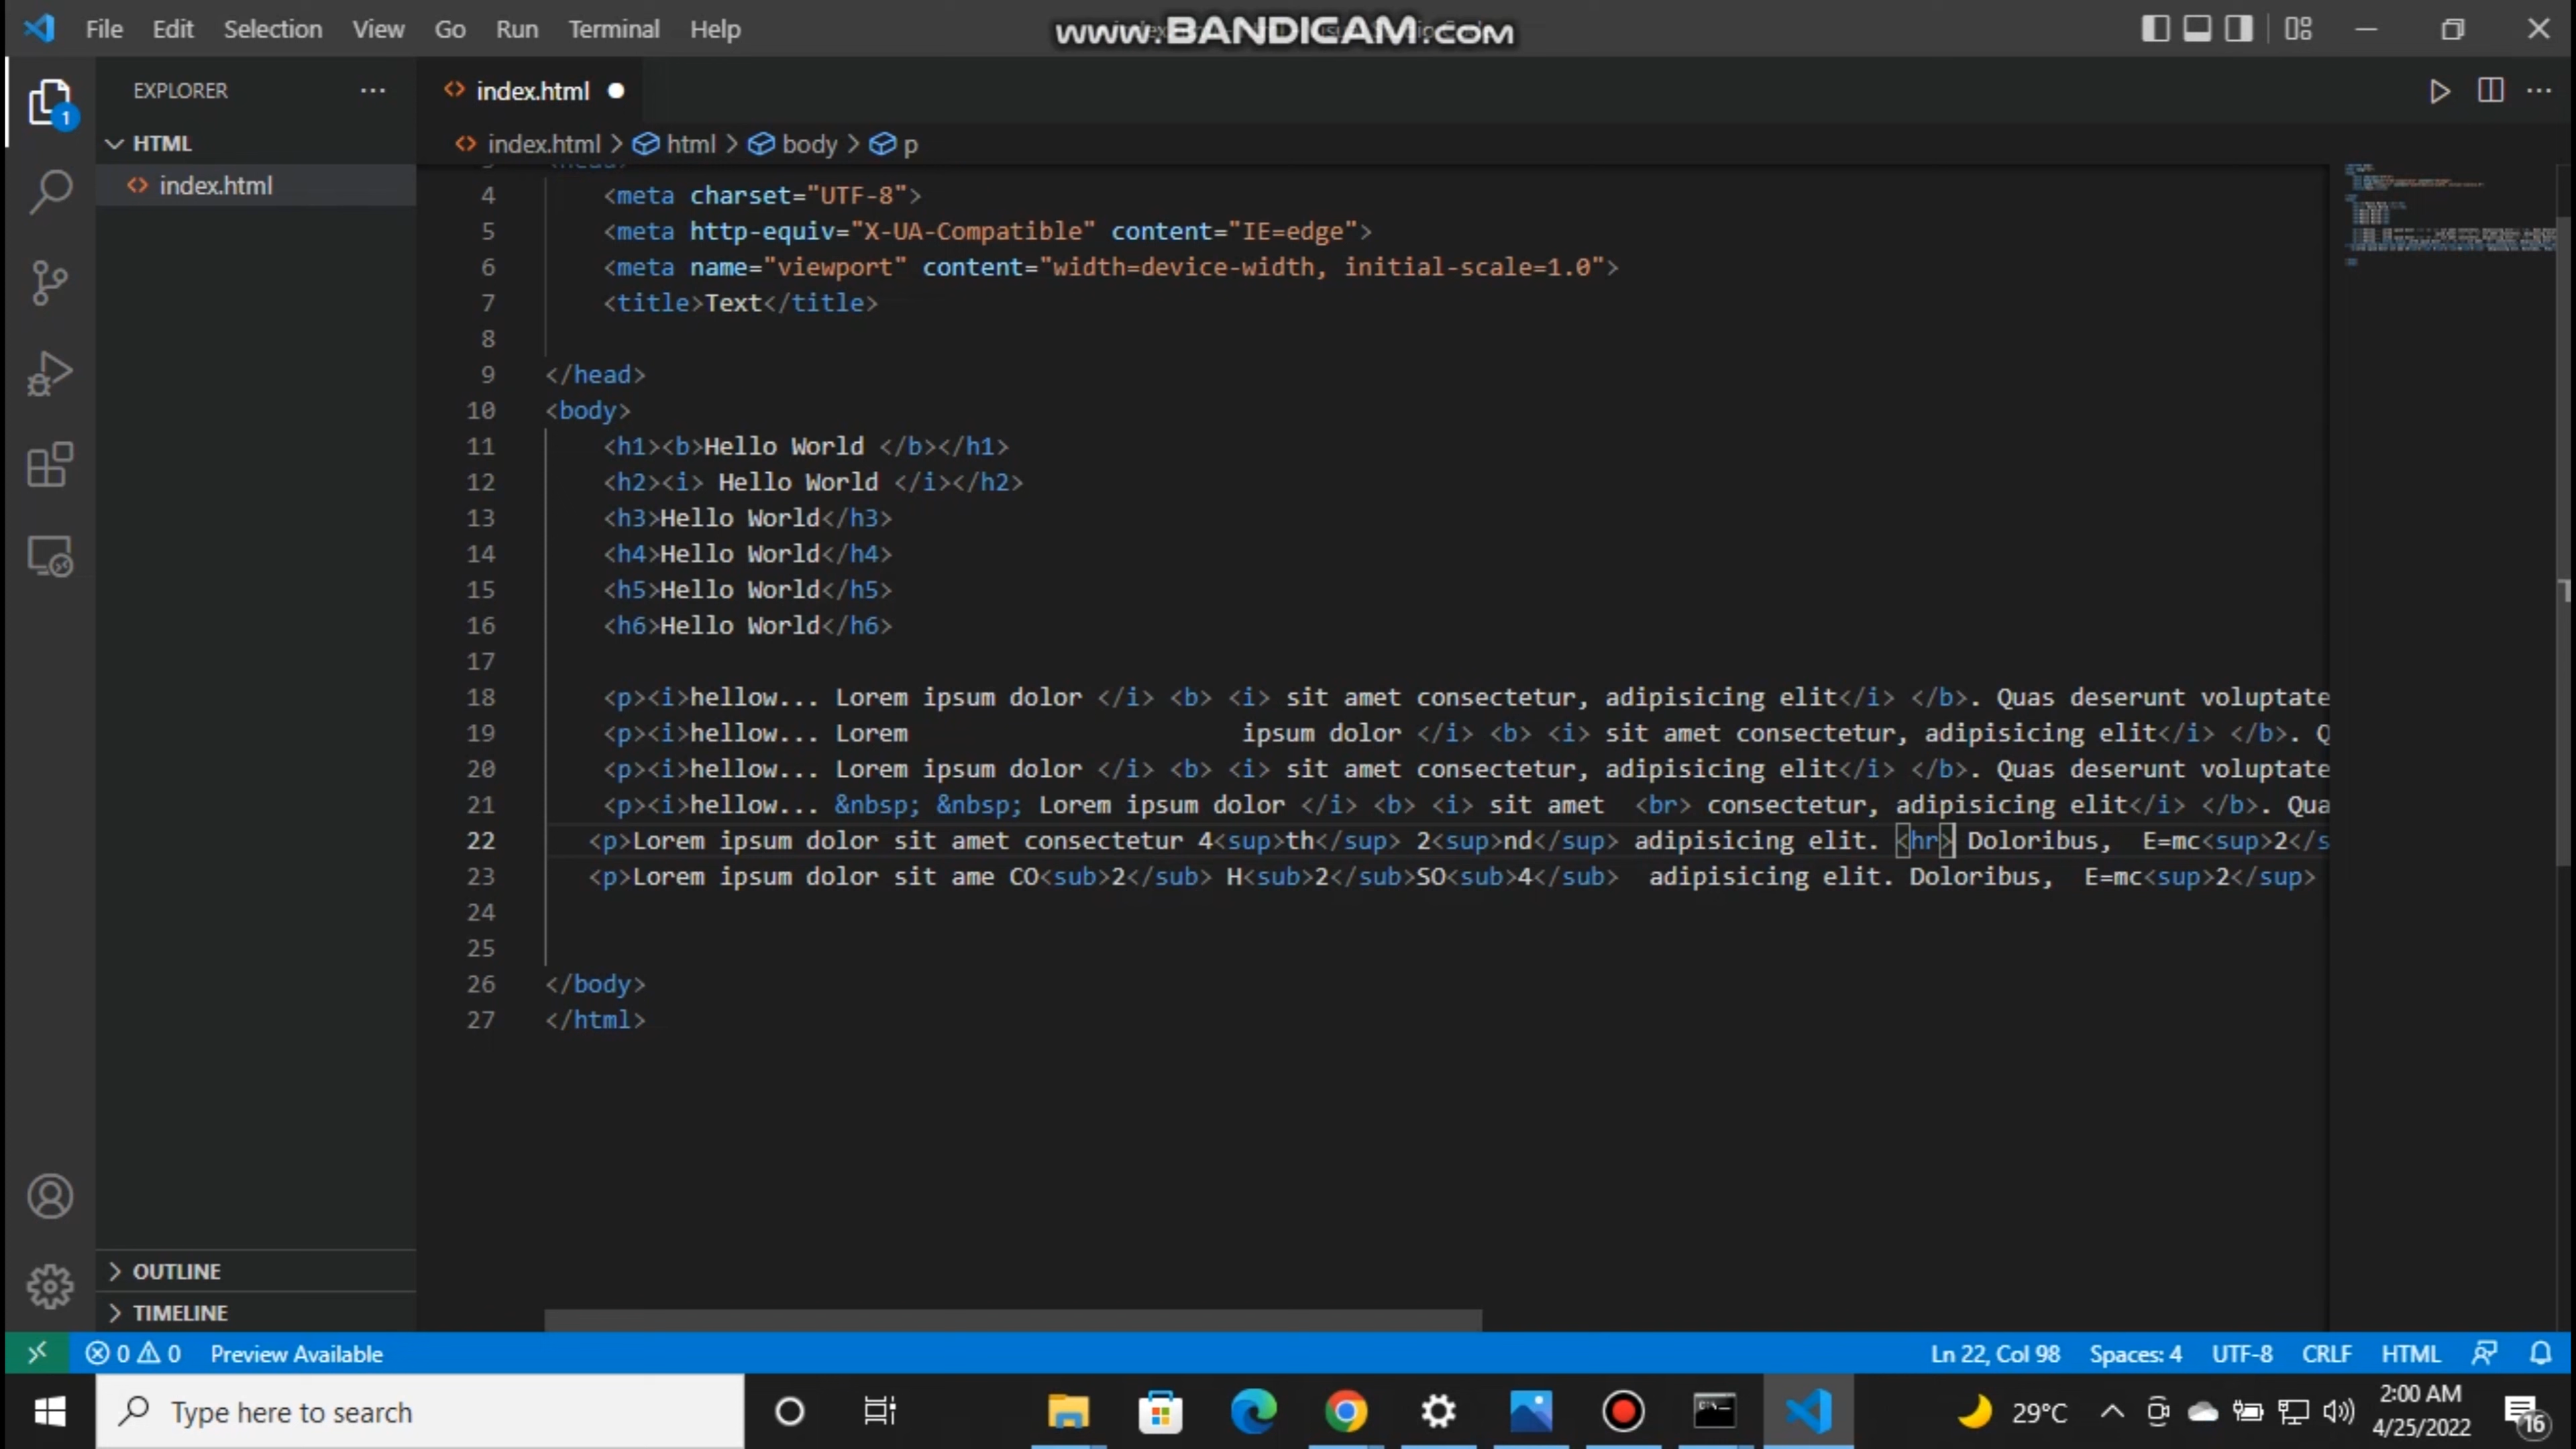 File Edit Selection View Go Run Terminal Help
www.BANDICAM.com
EXPLORER
index.html
HTML
index.html > html > body > p
index.html
4 <meta charset="UTF-8">
5 <meta http-equiv="X-UA-Compatible" content="IE=edge">
6 <meta name="viewport" content="width=device-width, initial-scale=1.0">
7 <title>Text</title>
8
9 </head>
10 <body>
11 <h1><b>Hello World </b></h1>
12 <h2><i> Hello World </i></h2>
13 <h3>Hello World</h3>
14 <h4>Hello World</h4>
15 <h5>Hello World</h5>
16 <h6>Hello World</h6>
17
18 <p><i>hellow... Lorem ipsum dolor </i> <b> <i> sit amet consectetur, adipisicing elit</i> </b>. Quas deserunt voluptate
19 <p><i>hellow... Lorem                       ipsum dolor </i> <b> <i> sit amet consectetur, adipisicing elit</i> </b>. Q
20 <p><i>hellow... Lorem ipsum dolor </i> <b> <i> sit amet consectetur, adipisicing elit</i> </b>. Quas deserunt voluptate
21 <p><i>hellow... &nbsp; &nbsp; Lorem ipsum dolor </i> <b> <i> sit amet  <br> consectetur, adipisicing elit</i> </b>. Qua
22 <p>Lorem ipsum dolor sit amet consectetur 4<sup>th</sup> 2<sup>nd</sup> adipisicing elit. <hr> Doloribus,  E=mc<sup>2</s
23 <p>Lorem ipsum dolor sit ame CO<sub>2</sub> H<sub>2</sub>SO<sub>4</sub>  adipisicing elit. Doloribus,  E=mc<sup>2</sup>
24
25
26 </body>
27 </html>
OUTLINE
TIMELINE
0 0 Preview Available
Ln 22, Col 98 Spaces: 4 UTF-8 CRLF HTML
Type here to search
29°C
2:00 AM
4/25/2022
16
1